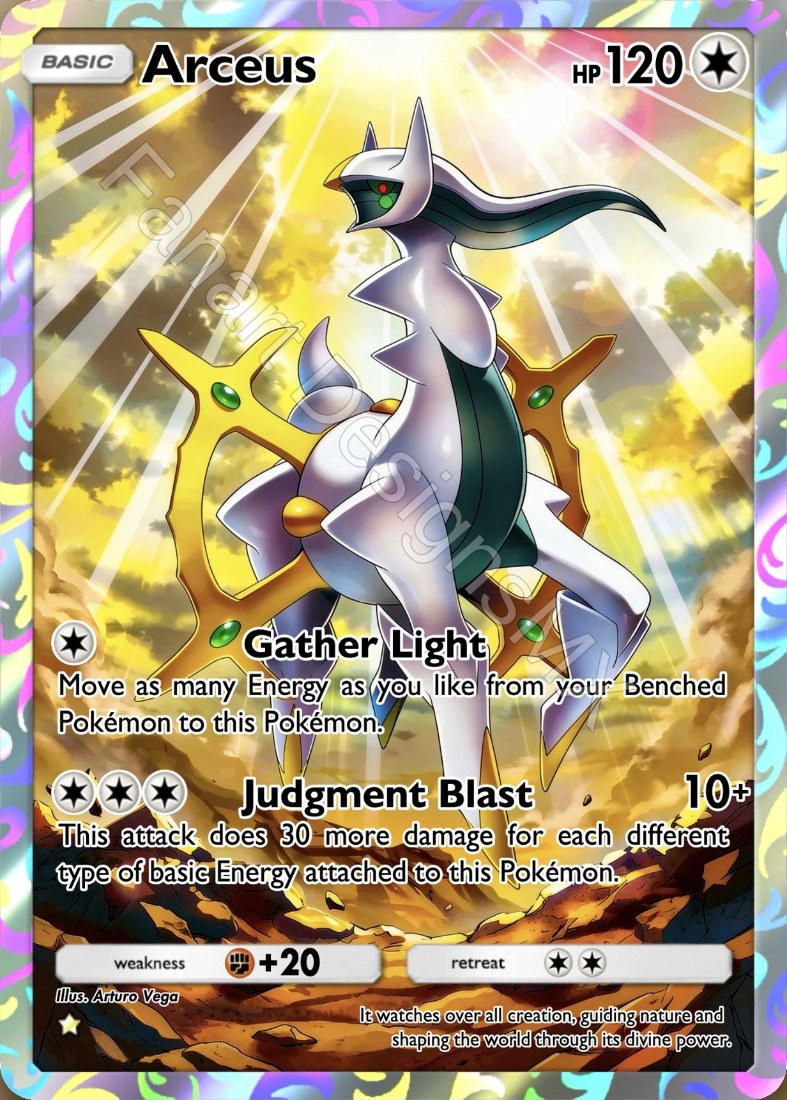 BASIC Arceus HP 120
Fanart DesignsMX
Gather Light
Move as many Energy as you like from your Benched
Pokémon to this Pokémon.
Judgment Blast 10+
This attack does 30 more damage for each different
type of basic Energy attached to this Pokémon.
weakness +20 retreat
Illus. Arturo Vega
It watches over all creation, guiding nature and
shaping the world through its divine power.